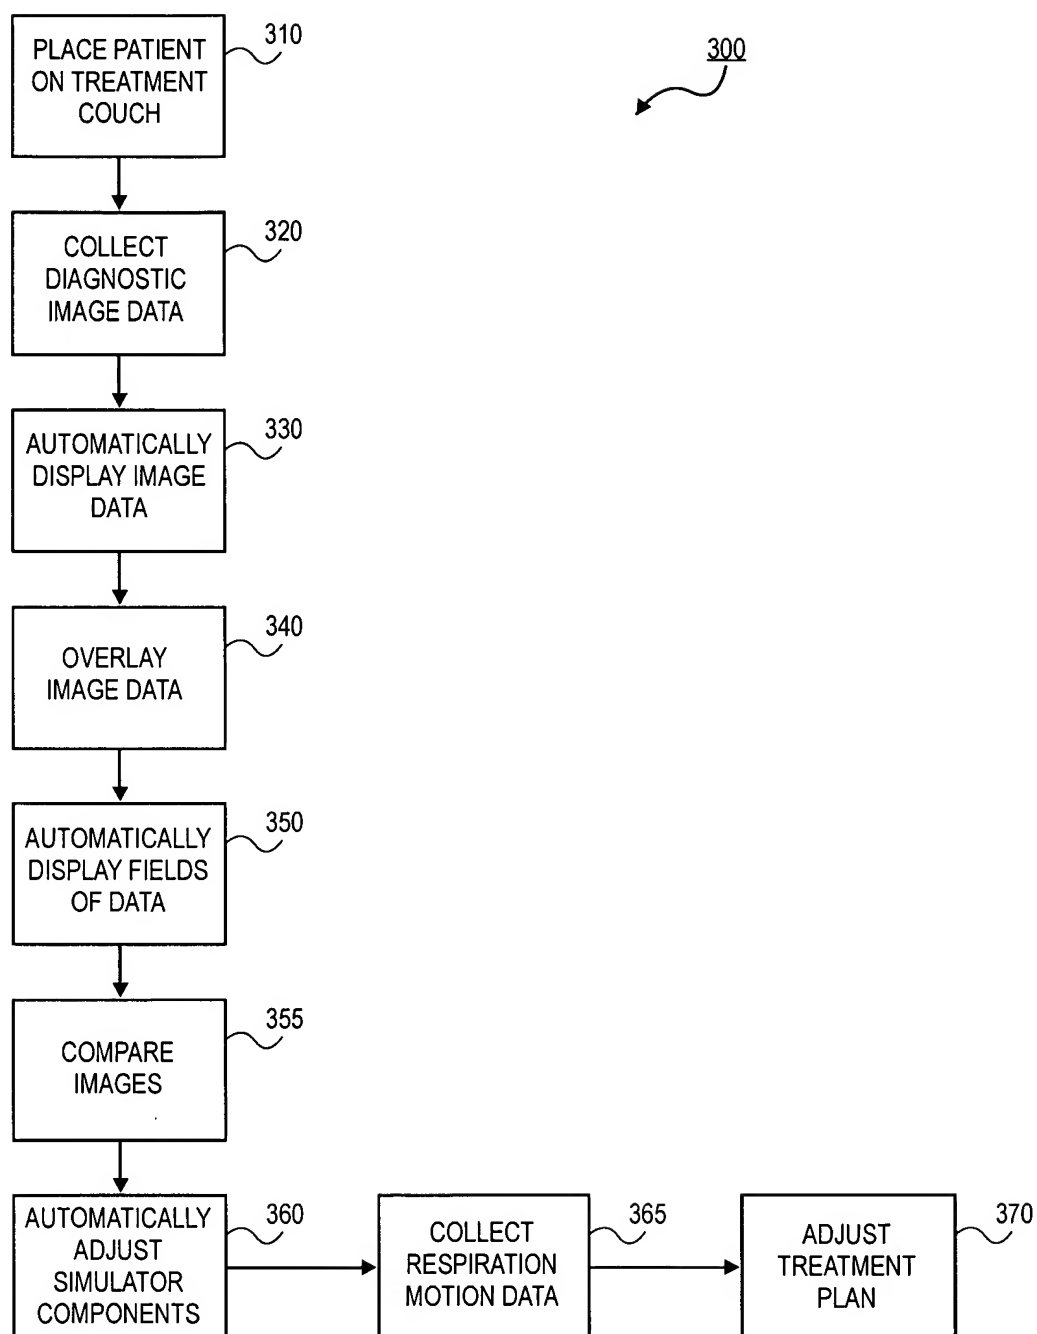 PLACE PATIENT
ON TREATMENT
COUCH
310
300
COLLECT
DIAGNOSTIC
IMAGE DATA
320
AUTOMATICALLY
DISPLAY IMAGE
DATA
330
OVERLAY
IMAGE DATA
340
AUTOMATICALLY
DISPLAY FIELDS
OF DATA
350
COMPARE
IMAGES
355
AUTOMATICALLY
ADJUST
SIMULATOR
COMPONENTS
360
COLLECT
RESPIRATION
MOTION DATA
365
ADJUST
TREATMENT
PLAN
370